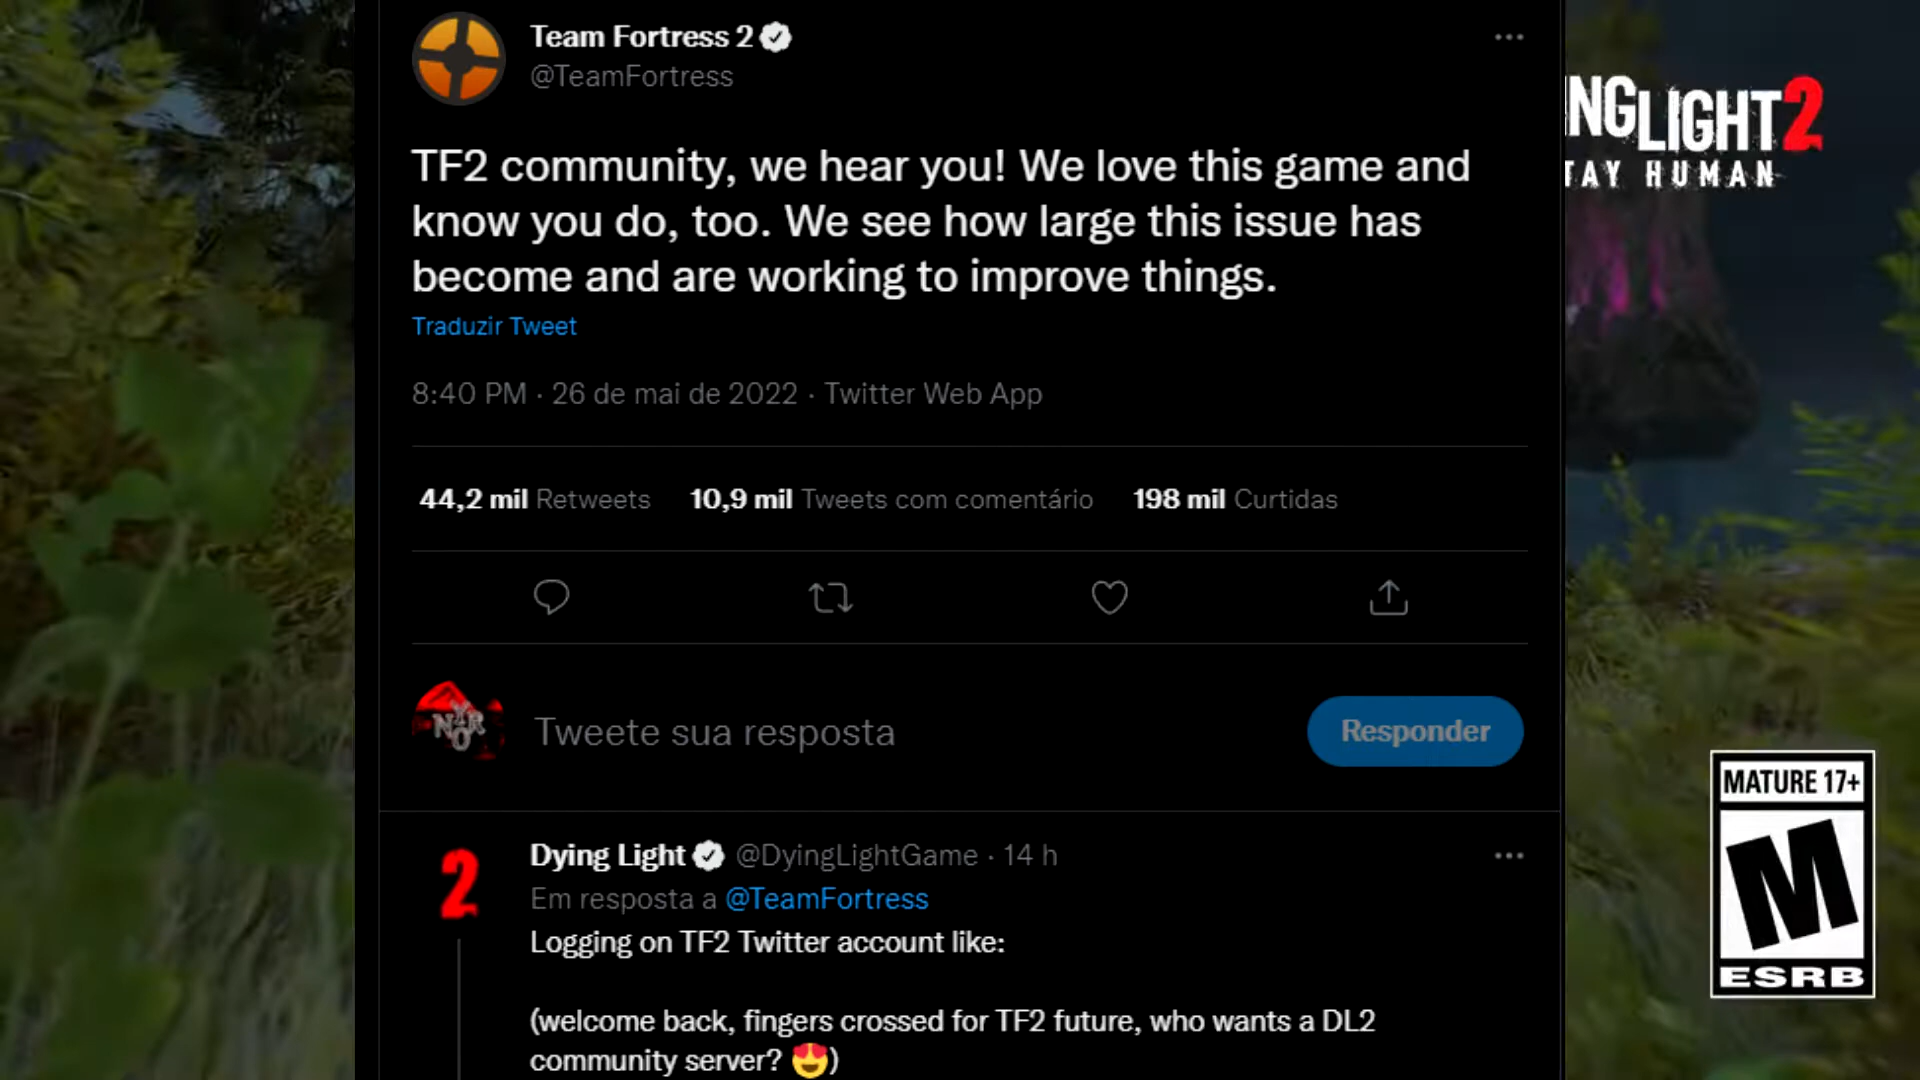 Team Fortress 2
@TeamFortress
TF2 community, we hear you! We love this game and
know you do, too. We see how large this issue has
become and are working to improve things.
Traduzir Tweet
8:40 PM · 26 de mai de 2022 · Twitter Web App
44,2 mil Retweets 10,9 mil Tweets com comentário 198 mil Curtidas
Tweete sua resposta
Responder
Dying Light @DyingLightGame · 14 h
Em resposta a @TeamFortress
Logging on TF2 Twitter account like:
(welcome back, fingers crossed for TF2 future, who wants a DL2
community server? 😍)
NGLIGHT2
TAY HUMAN
MATURE 17+
M
ESRB